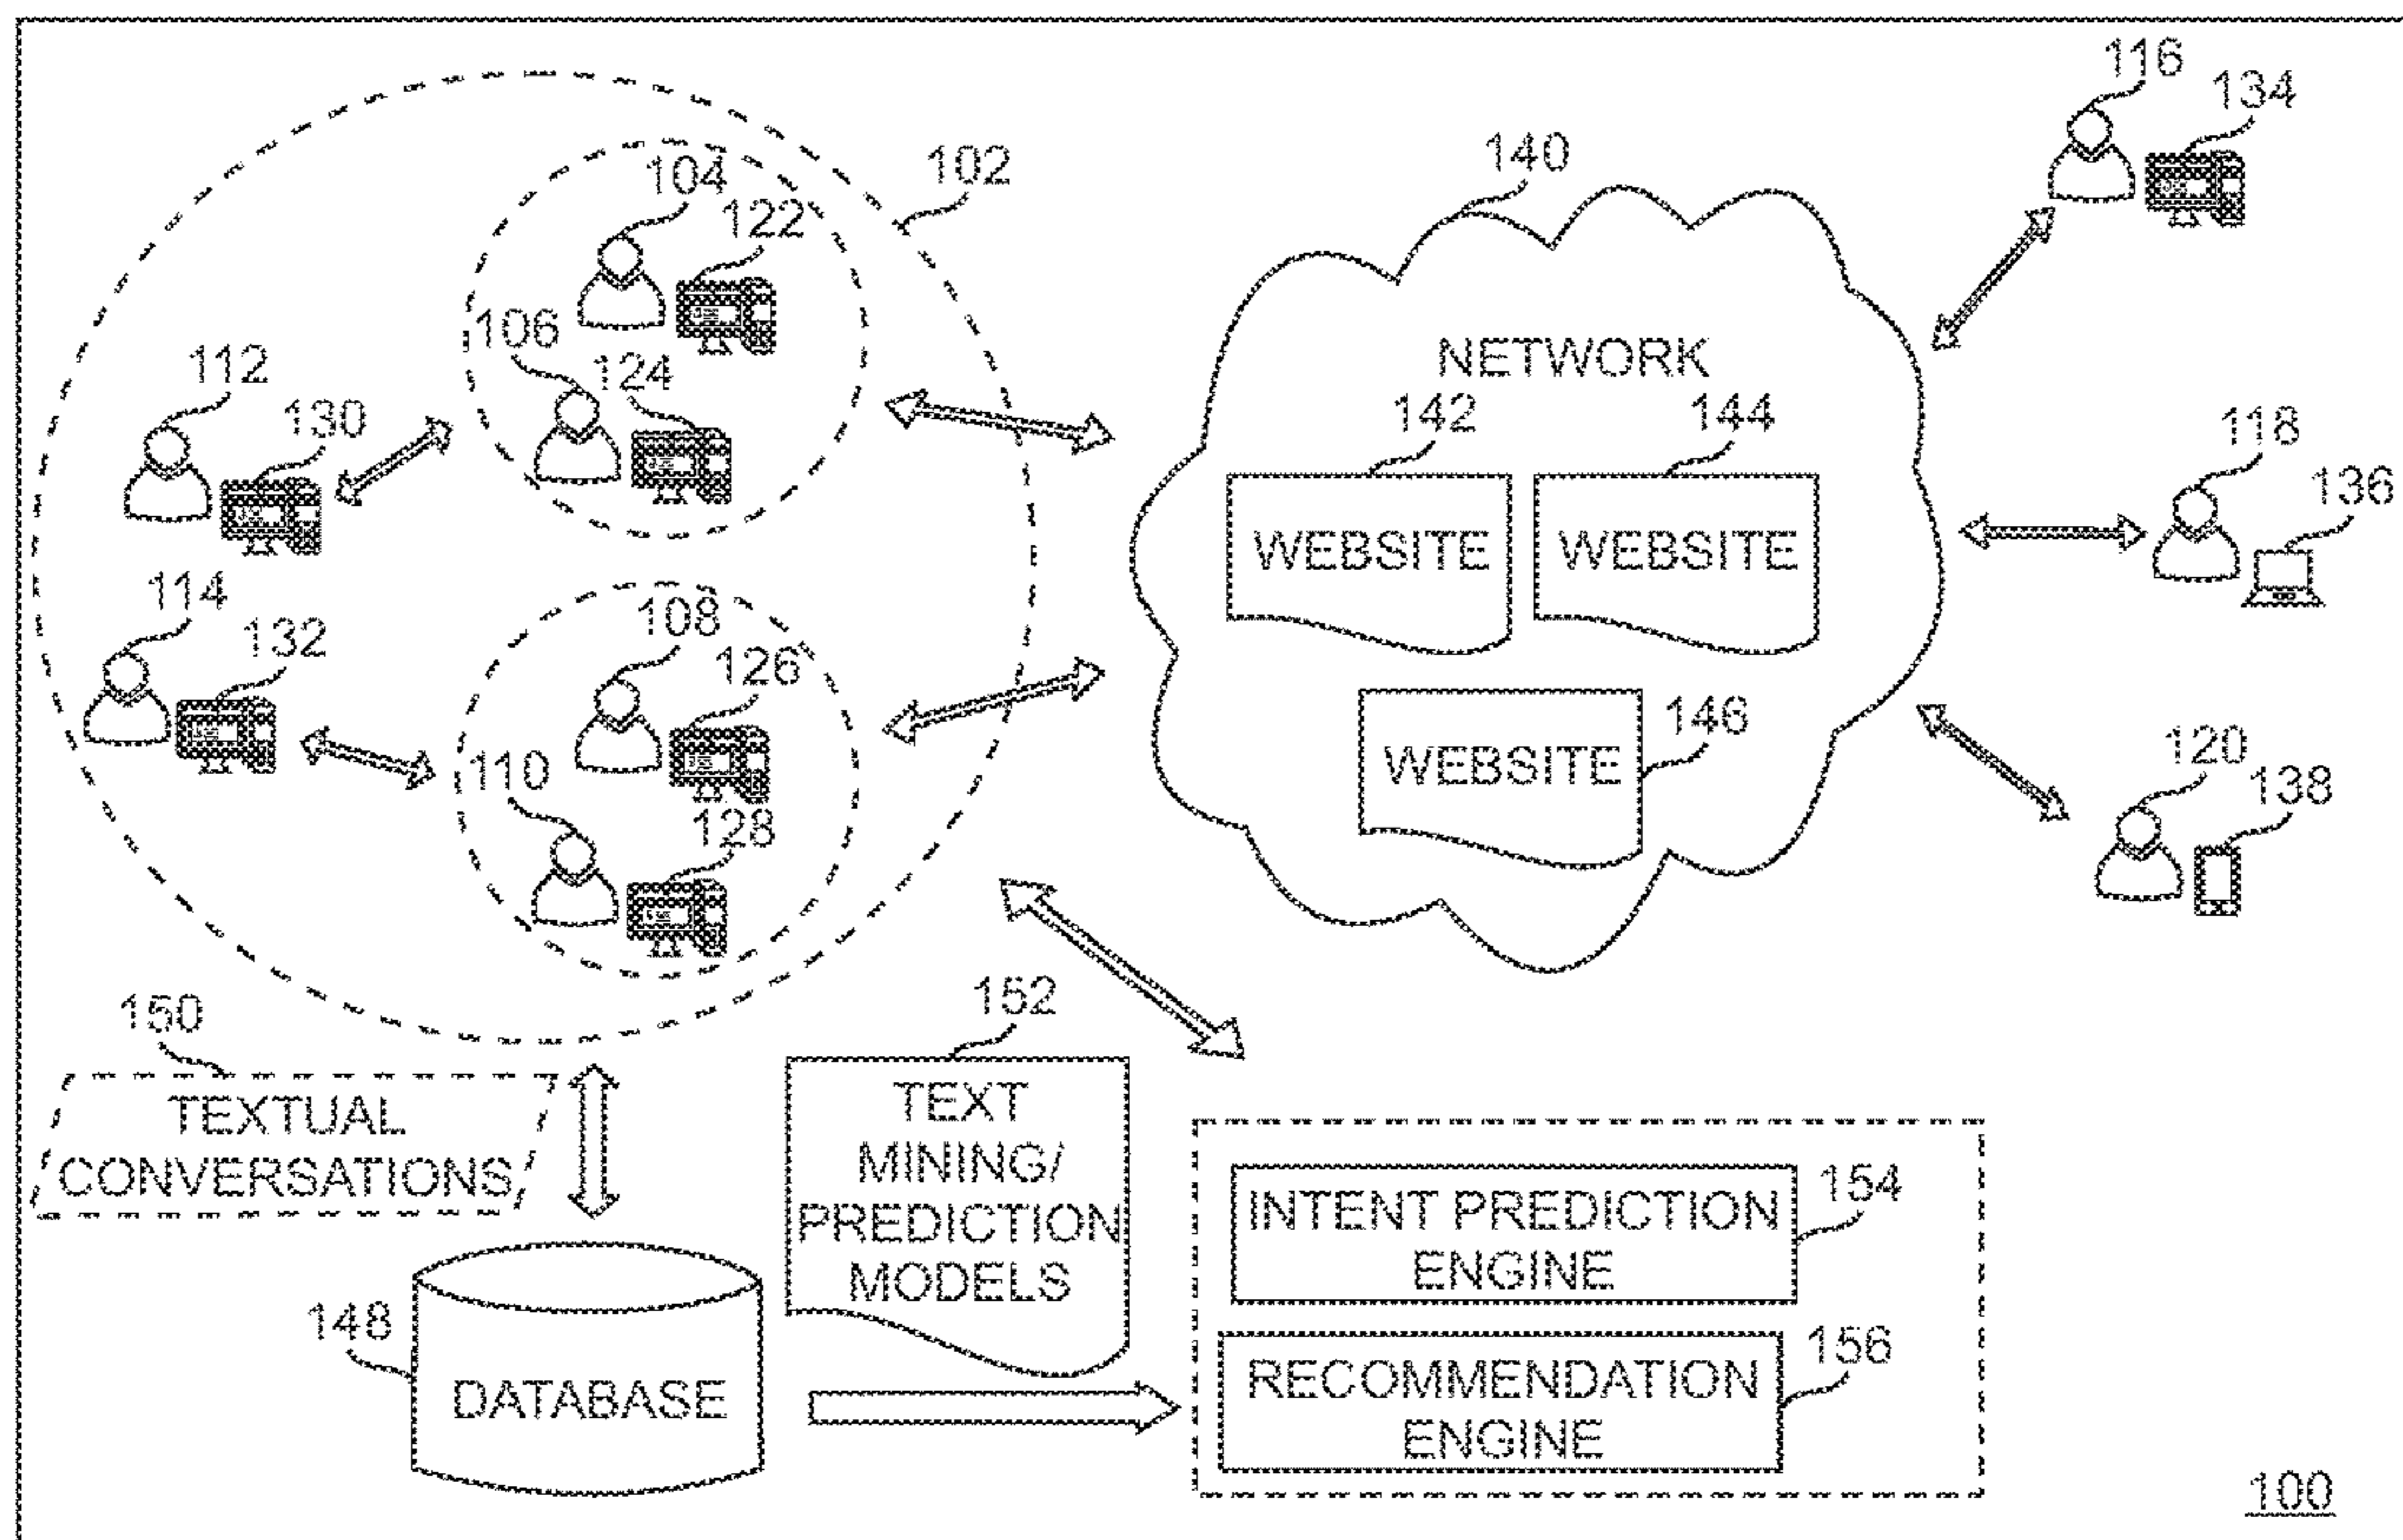 116
134
140
102
104
122
106
124
112
130
NETWORK
142
144
118
136
WEBSITE
WEBSITE
114
132
108
126
146
WEBSITE
110
128
120
138
150
152
TEXTUAL
CONVERSATIONS
TEXT
MINING/
PREDICTION
MODELS
INTENT PREDICTION
ENGINE
154
148
DATABASE
RECOMMENDATION
ENGINE
156
100